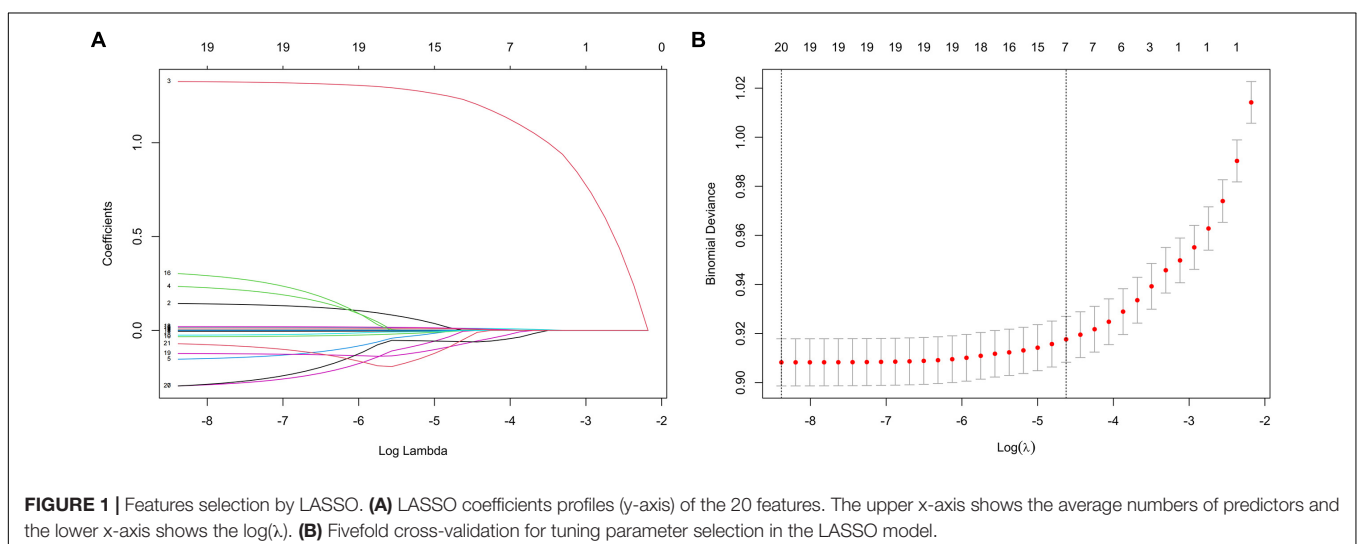 A
19 19 19 15 7 1 0
Coefficients
1.0
0.5
0.0
3
16
4
2
21
19
5
-8 -7 -6 -5 -4 -3 -2
Log Lambda
B
20 19 19 19 19 19 19 18 16 15 7 7 6 3 1 1 1
Binomial Deviance
1.02
1.00
0.98
0.96
0.94
0.92
0.90
-8 -7 -6 -5 -4 -3 -2
Log(λ)
FIGURE 1 | Features selection by LASSO. (A) LASSO coefficients profiles (y-axis) of the 20 features. The upper x-axis shows the average numbers of predictors and
the lower x-axis shows the log(λ). (B) Fivefold cross-validation for tuning parameter selection in the LASSO model.